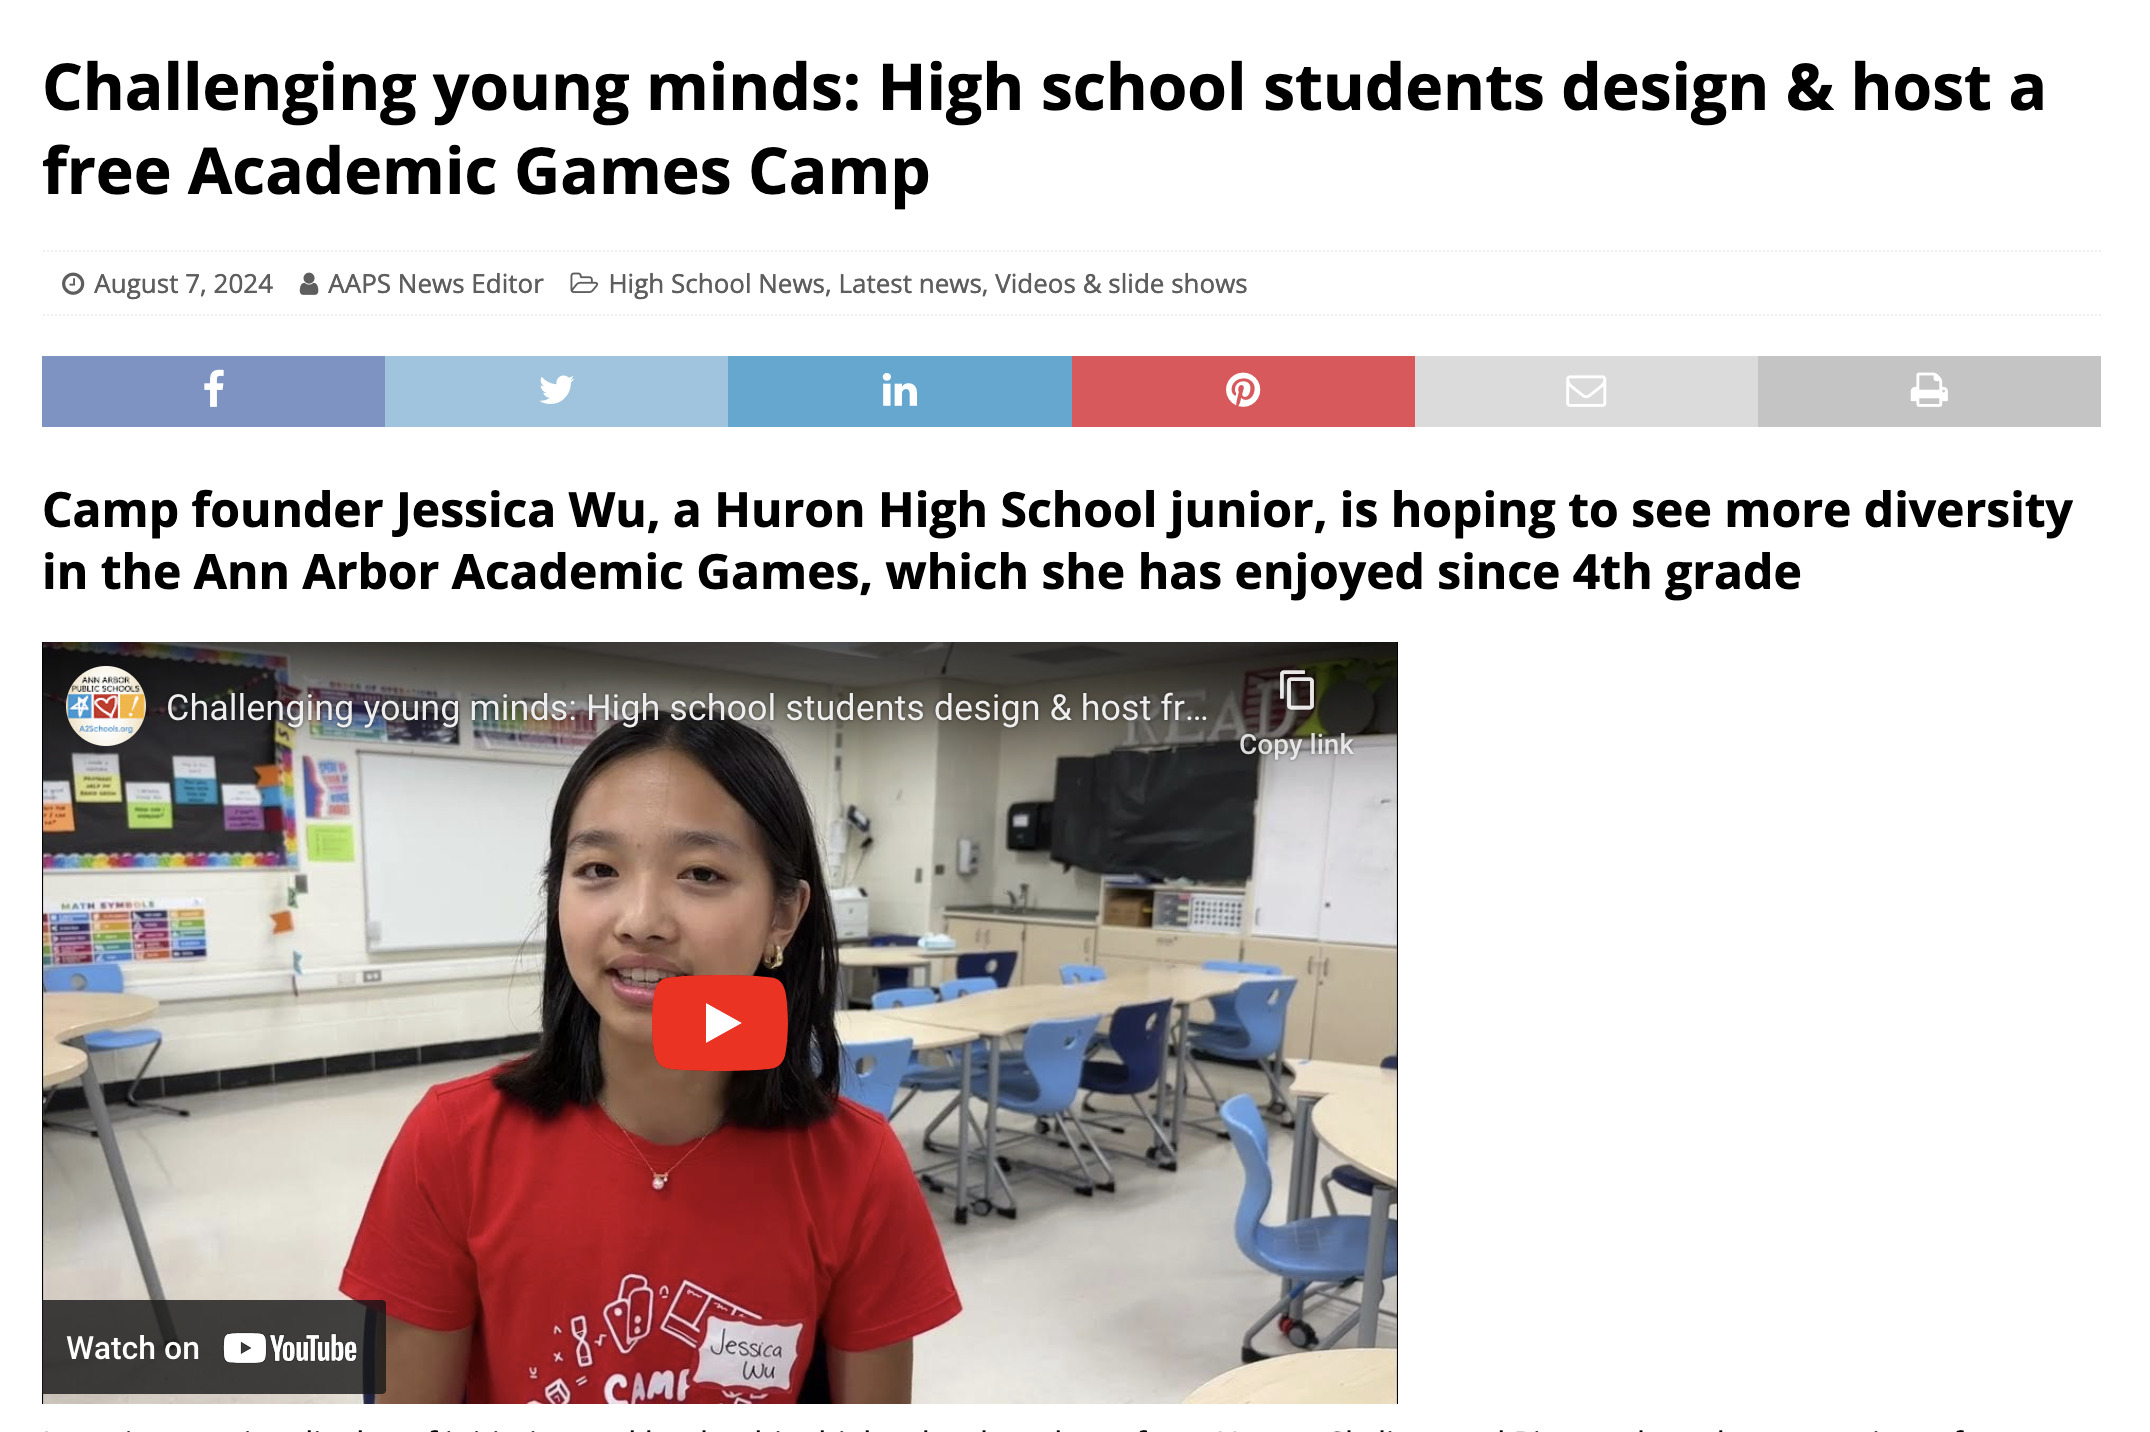 Challenging young minds: High school students design & host a
free Academic Games Camp
August 7, 2024 AAPS News Editor High School News, Latest news, Videos & slide shows
Camp founder Jessica Wu, a Huron High School junior, is hoping to see more diversity
in the Ann Arbor Academic Games, which she has enjoyed since 4th grade
ANN ARBOR
PUBLIC SCHOOLS
A2Schools.org
Challenging young minds: High school students design & host fr...
Copy link
READ
ORDER OF OPERATIONS
MATH SYMBOLS
Jessica
Wu
CAMP
Watch on YouTube